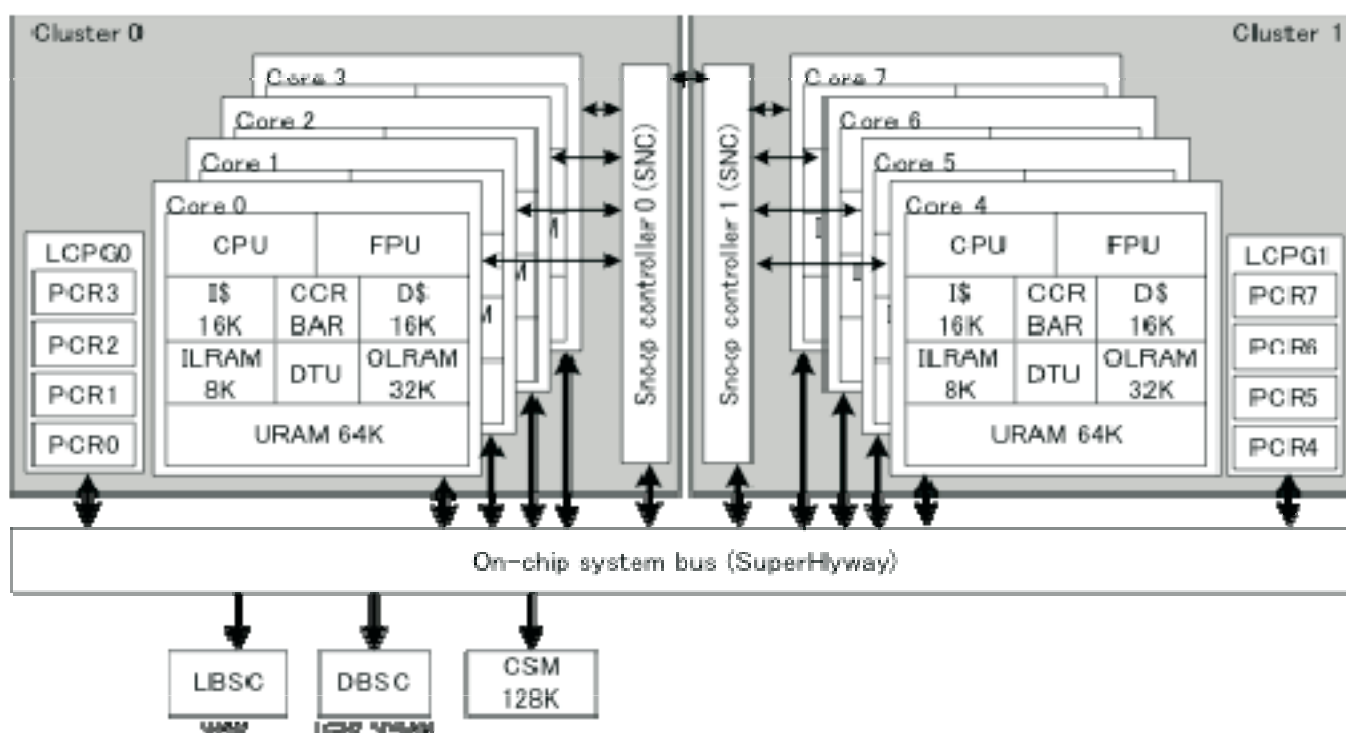 Cluster 0
Cluster 1
Core 3
Core 2
Core 1
Core 0
CPU
FPU
I$
16K
CCR
BAR
D$
16K
ILRAM
8K
DTU
OLRAM
32K
URAM 64K
LCPG0
PCR3
PCR2
PCR1
PCR0
M
M
M
Snoop controller 0 (SNC)
Snoop controller 1 (SNC)
Core 7
Core 6
Core 5
Core 4
CPU
FPU
I$
16K
CCR
BAR
D$
16K
ILRAM
8K
DTU
OLRAM
32K
URAM 64K
LCPG1
PCR7
PCR6
PCR5
PCR4
On-chip system bus (SuperHyway)
LBSC
DBSC
CSM
128K